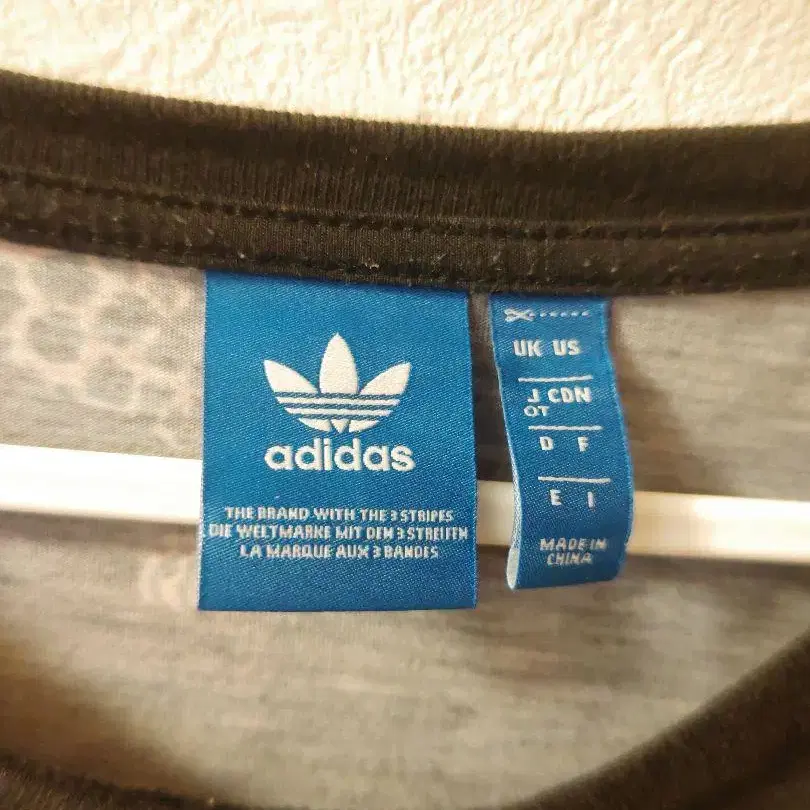 adidas
THE BRAND WITH THE 3 STRIPES
DIE WELTMARKE MIT DEN 3 STREIFEN
LA MARQUE AUX 3 BANDES
UK US
J CDN
OT
D F
E I
MADE IN
CHINA